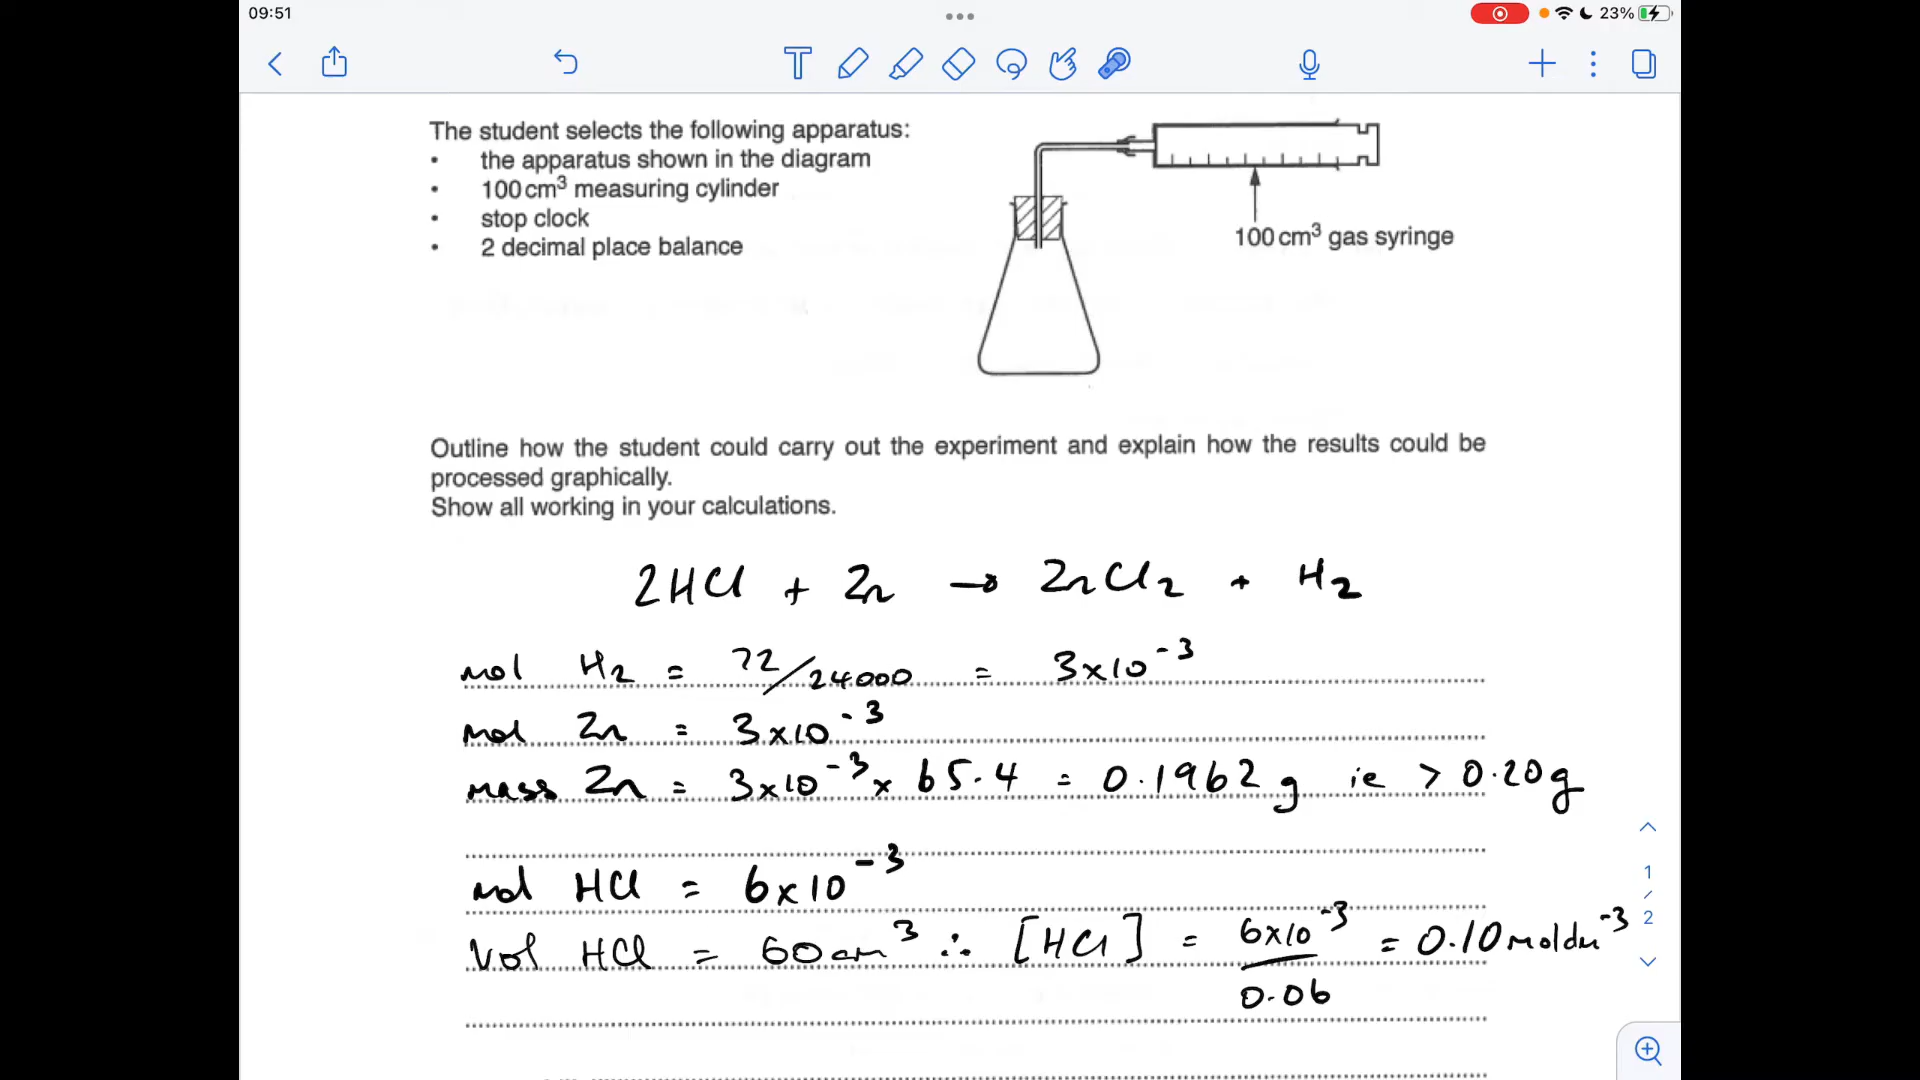 09:51
23%
The student selects the following apparatus:
• the apparatus shown in the diagram
• 100 cm³ measuring cylinder
• stop clock
• 2 decimal place balance
100 cm³ gas syringe
Outline how the student could carry out the experiment and explain how the results could be
processed graphically.
Show all working in your calculations.
2HCl + Zn → ZnCl₂ + H₂
mol H₂ = 72/24000 = 3x10⁻³
mol Zn = 3x10⁻³
mass Zn = 3x10⁻³ x 65.4 = 0.1962 g ie > 0.20g
mol HCl = 6x10⁻³
Vol HCl = 60cm³ ∴ [HCl] = 6x10⁻³/0.06 = 0.10 moldm⁻³
1
/
2